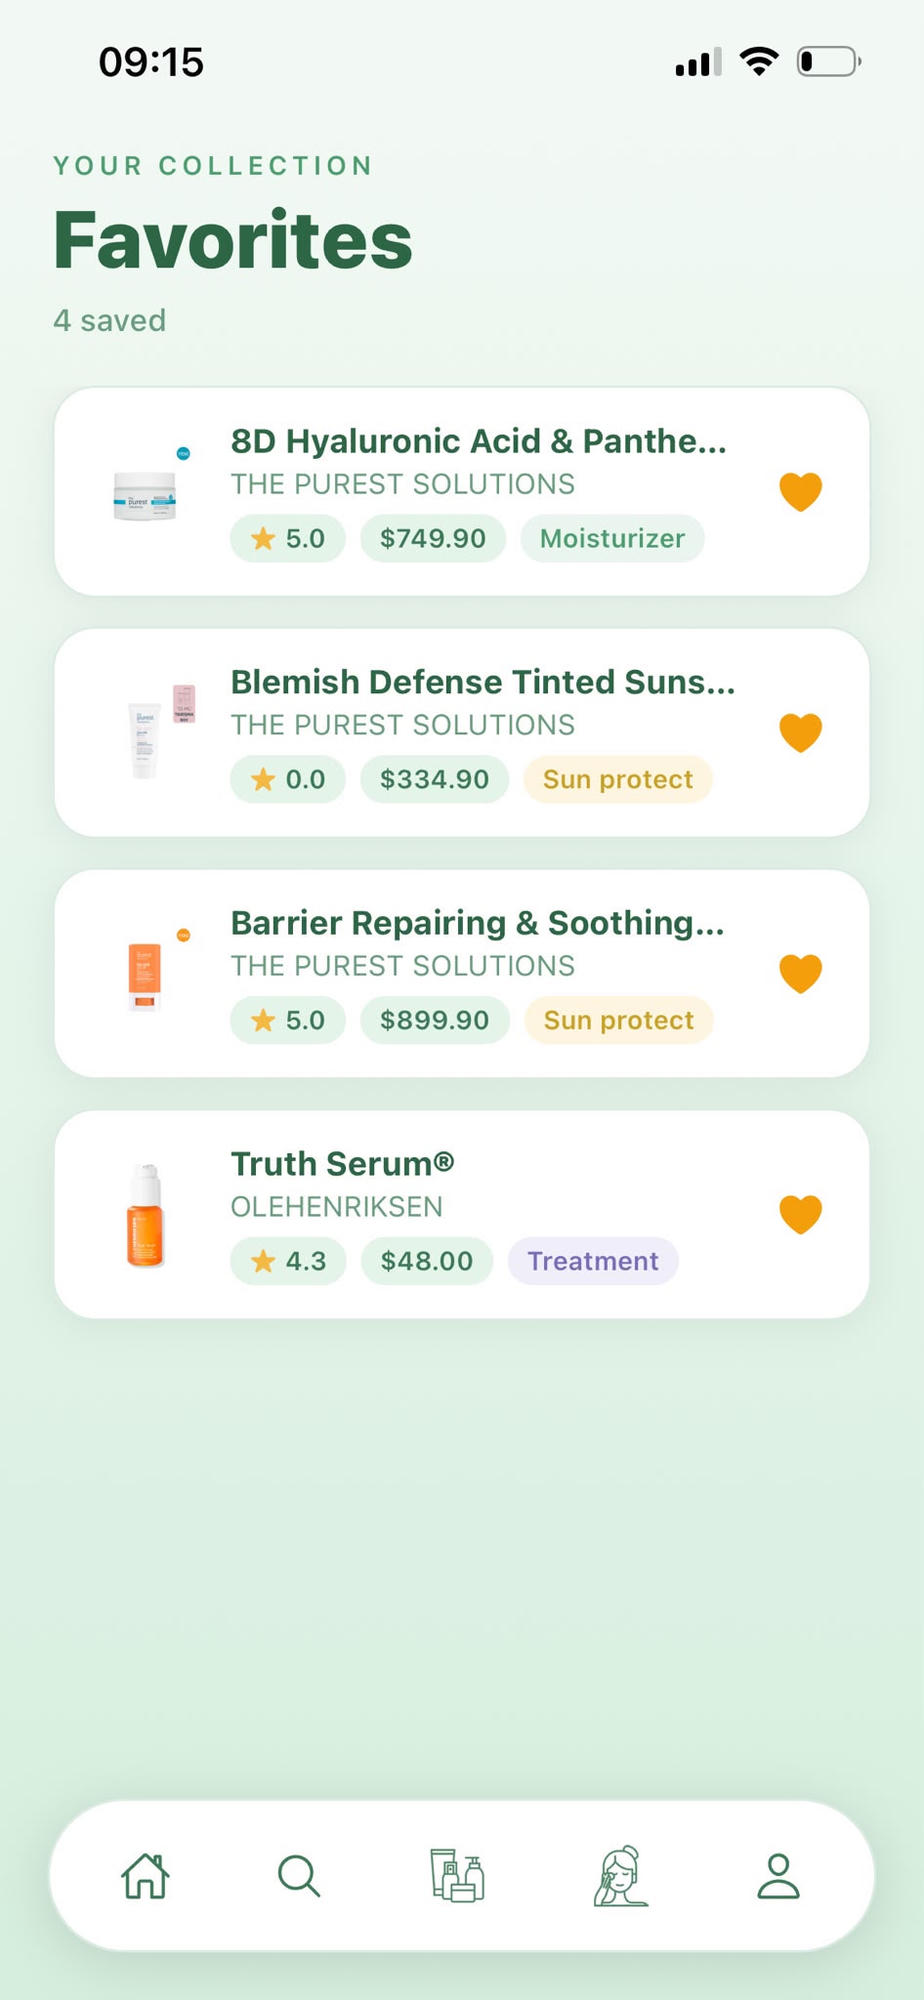 09:15
YOUR COLLECTION
Favorites
4 saved
8D Hyaluronic Acid & Panthe...
THE PUREST SOLUTIONS
5.0 $749.90 Moisturizer
purest
Blemish Defense Tinted Suns...
THE PUREST SOLUTIONS
0.0 $334.90 Sun protect
purest
Barrier Repairing & Soothing...
THE PUREST SOLUTIONS
5.0 $899.90 Sun protect
Truth Serum®
OLEHENRIKSEN
4.3 $48.00 Treatment